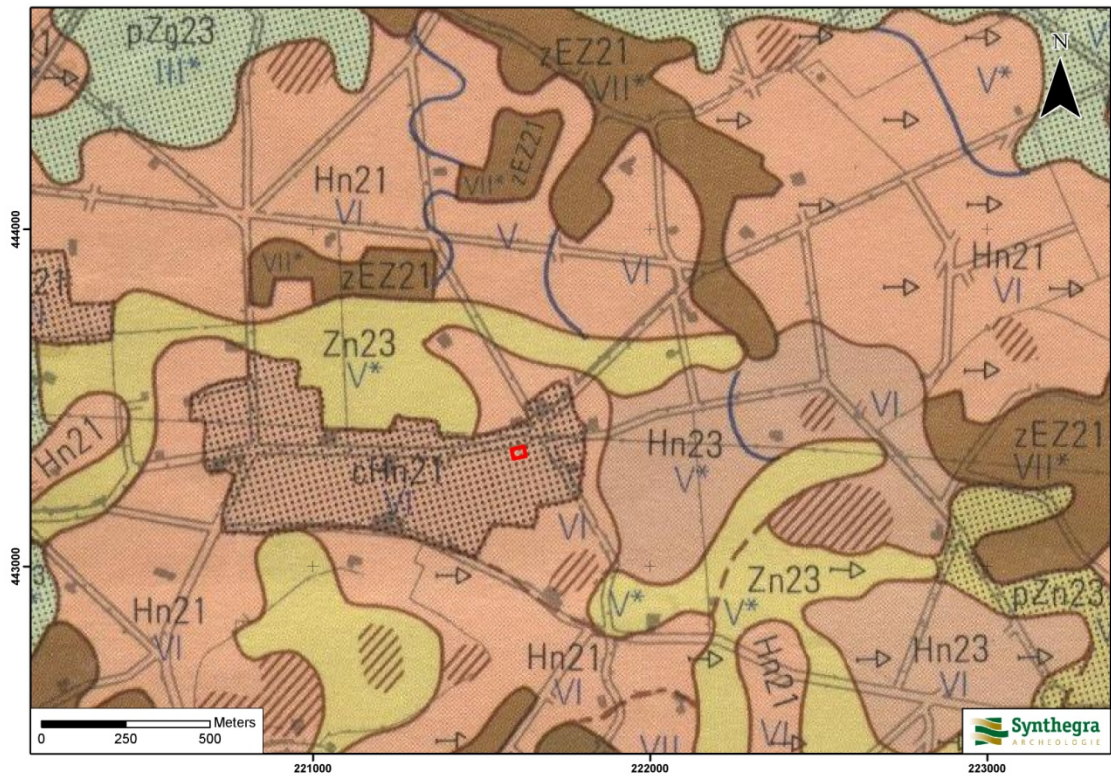 pZg23
III*
zEZ21
VII*
N
V*
zEZ21
VII*
Hn21
VI
444000
V
VI
Hn21
VI
VII*
zEZ21
21
Zn23
V*
VI
Hn21
Hn23
V*
zEZ21
VII*
cHn21
VI
VI
443000
Zn23
V*
V*
pZn23
Hn21
VI
Hn21
VI
Hn21
VI
Hn23
VI
VII
Meters
0 250 500
Synthegra
ARCHEOLOGIE
221000 222000 223000